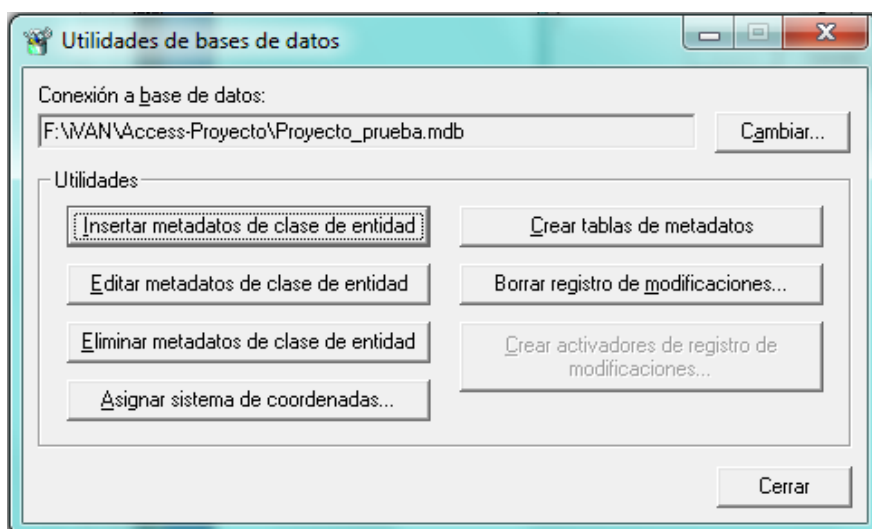 Utilidades de bases de datos
Conexión a base de datos:
F:\iVAN\Access-Proyecto\Proyecto_prueba.mdb
Cambiar...
Utilidades
Insertar metadatos de clase de entidad
Crear tablas de metadatos
Editar metadatos de clase de entidad
Borrar registro de modificaciones...
Eliminar metadatos de clase de entidad
Crear activadores de registro de
modificaciones...
Asignar sistema de coordenadas...
Cerrar